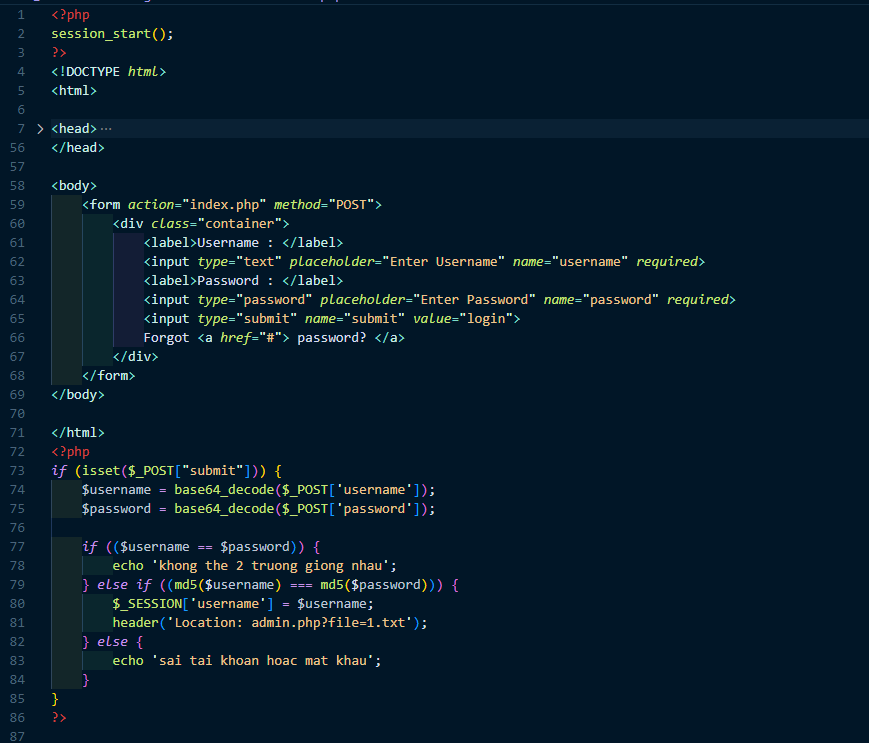 1 <?php
2 session_start();
3 ?>
4 <!DOCTYPE html>
5 <html>
6
7 > <head> ···
56 </head>
57
58 <body>
59     <form action="index.php" method="POST">
60         <div class="container">
61             <label>Username : </label>
62             <input type="text" placeholder="Enter Username" name="username" required>
63             <label>Password : </label>
64             <input type="password" placeholder="Enter Password" name="password" required>
65             <input type="submit" name="submit" value="login">
66             Forgot <a href="#"> password? </a>
67         </div>
68     </form>
69 </body>
70
71 </html>
72 <?php
73 if (isset($_POST["submit"])) {
74     $username = base64_decode($_POST['username']);
75     $password = base64_decode($_POST['password']);
76
77     if (($username == $password)) {
78         echo 'khong the 2 truong giong nhau';
79     } else if ((md5($username) === md5($password))) {
80         $_SESSION['username'] = $username;
81         header('Location: admin.php?file=1.txt');
82     } else {
83         echo 'sai tai khoan hoac mat khau';
84     }
85 }
86 ?>
87